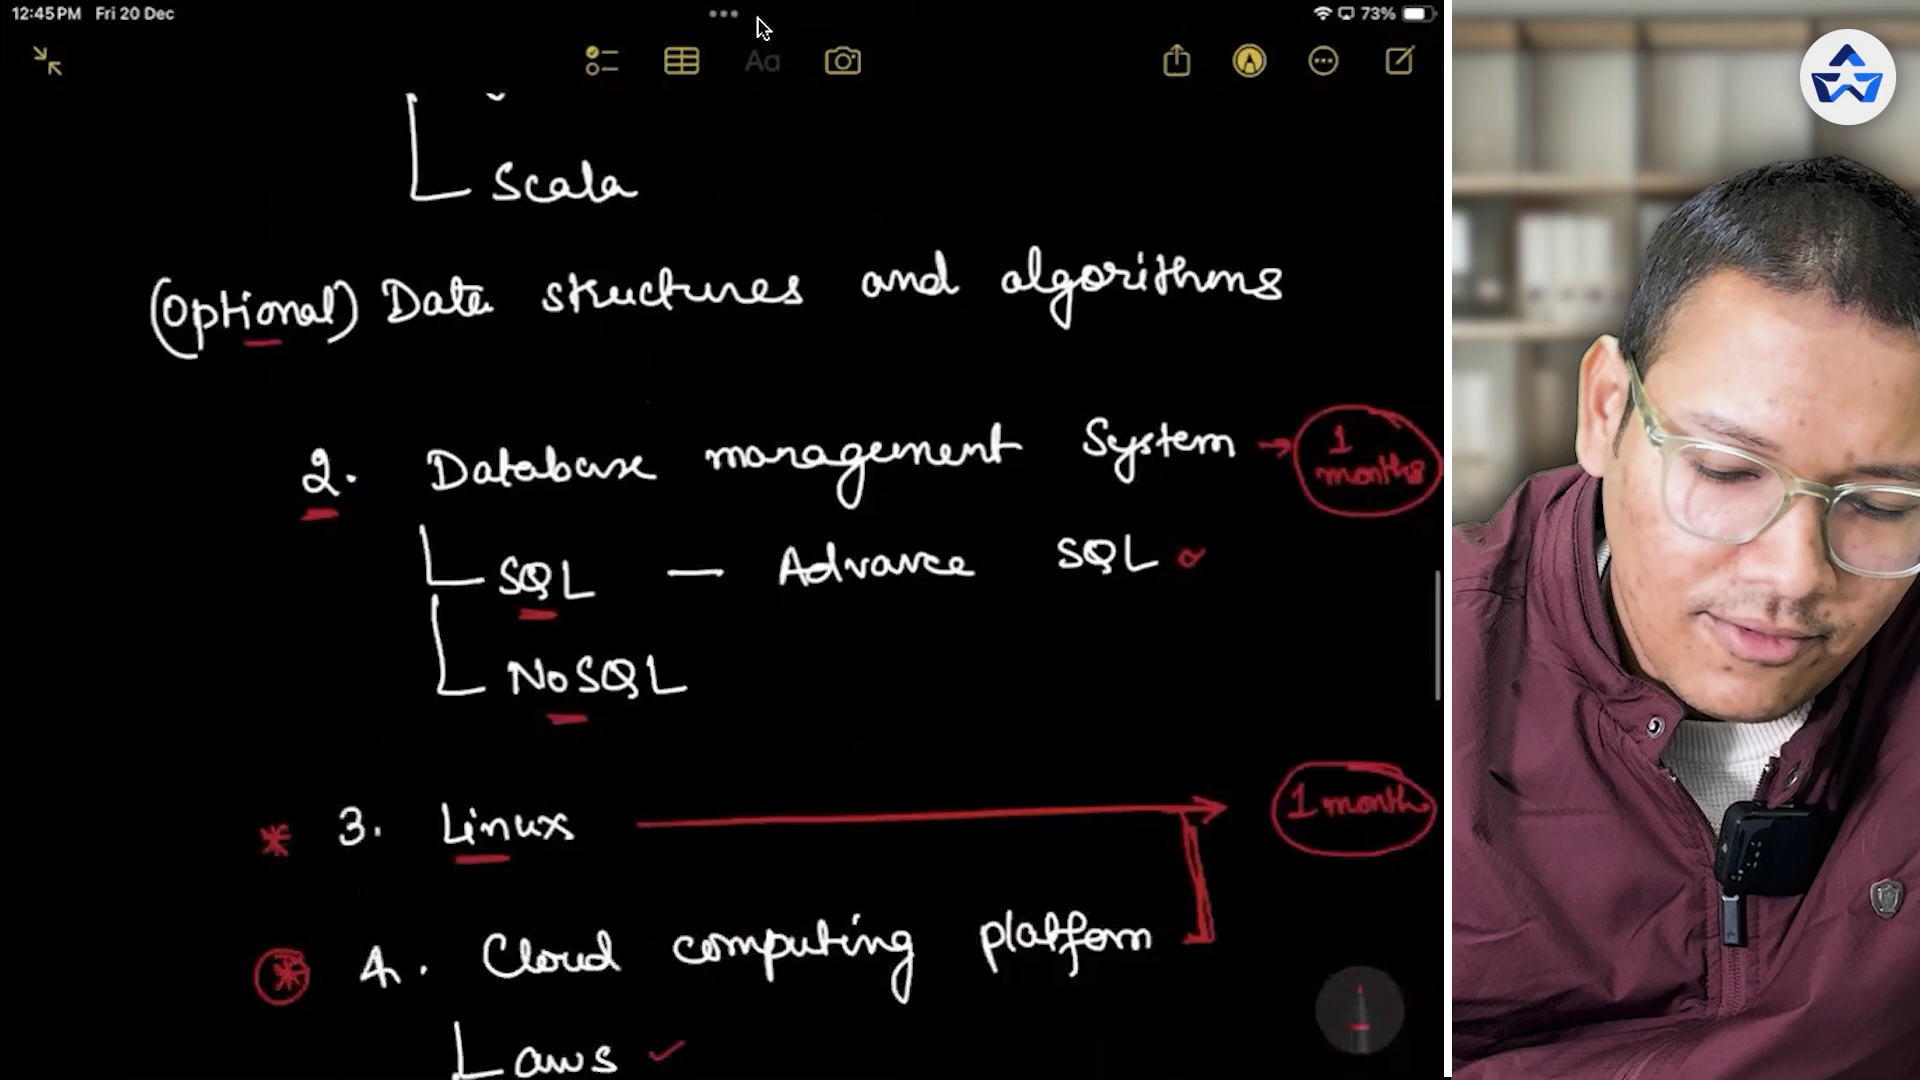 12:45 PM Fri 20 Dec
73%
Aa
Scala
(Optional) Data structures and algorithms
2. Database management System → 1 months
SQL — Advance SQL
NoSQL
* 3. Linux → 1 month
* 4. Cloud computing platform
aws